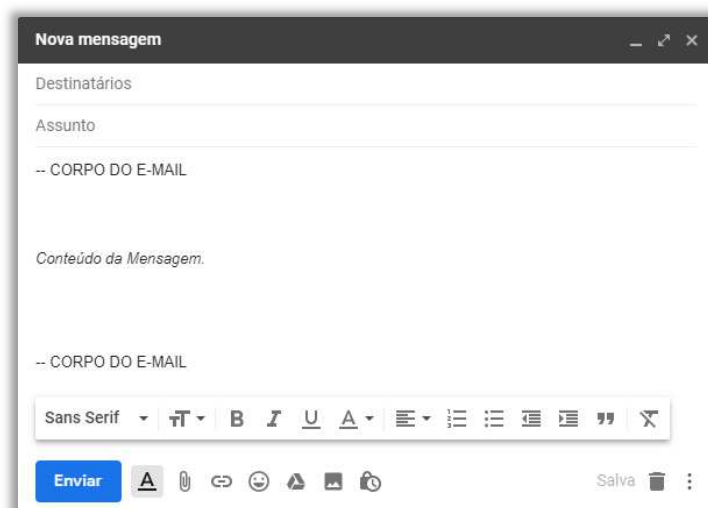 Nova mensagem
Destinatários
Assunto
-- CORPO DO E-MAIL
Conteúdo da Mensagem.
-- CORPO DO E-MAIL
Sans Serif B I U A
Enviar A Salva